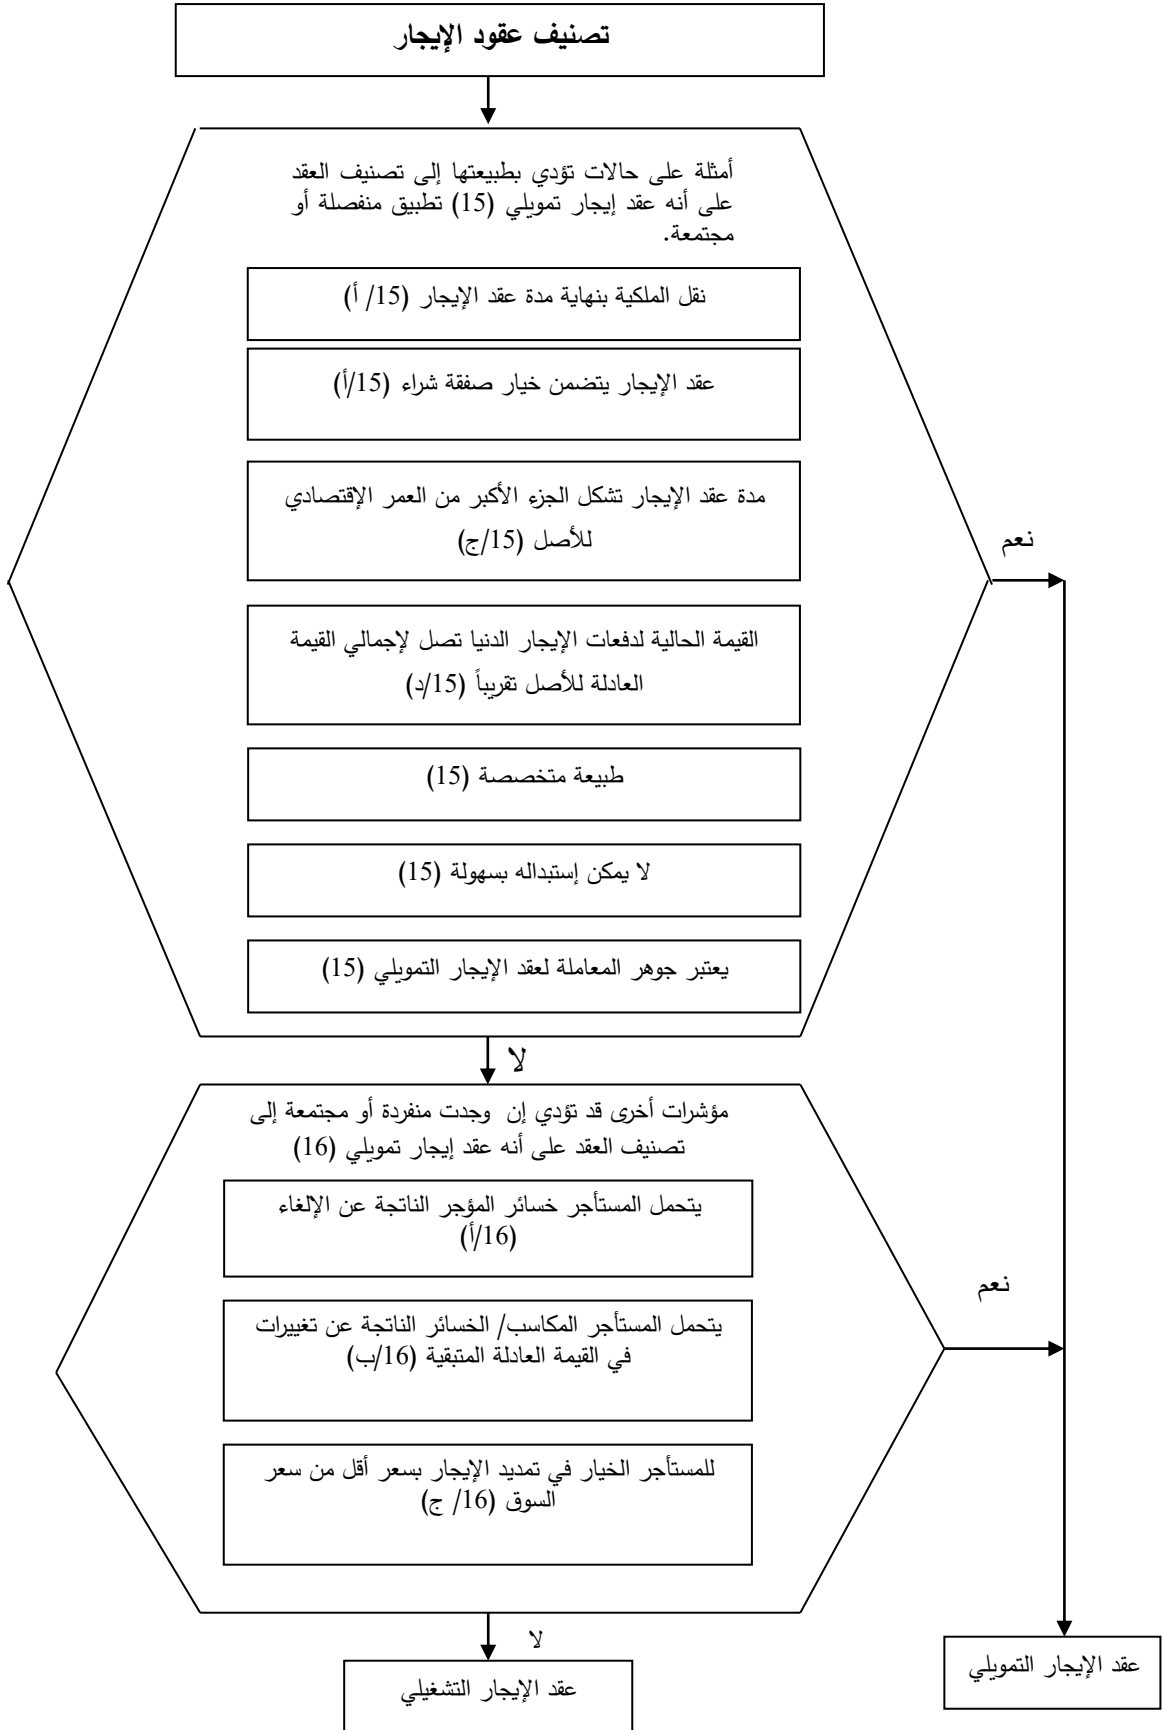 تصنيف عقود الإيجار
أمثلة على حالات تؤدي بطبيعتها إلى تصنيف العقد
على أنه عقد إيجار تمويلي (15) تطبيق منفصلة أو
مجتمعة.
نقل الملكية بنهاية مدة عقد الإيجار (15/ أ)
عقد الإيجار يتضمن خيار صفقة شراء (15/أ)
مدة عقد الإيجار تشكل الجزء الأكبر من العمر الإقتصادي
للأصل (15/ج)
نعم
القيمة الحالية لدفعات الإيجار الدنيا تصل لإجمالي القيمة
العادلة للأصل تقريباً (15/د)
طبيعة متخصصة (15)
لا يمكن إستبداله بسهولة (15)
يعتبر جوهر المعاملة لعقد الإيجار التمويلي (15)
لا
مؤشرات أخرى قد تؤدي إن وجدت منفردة أو مجتمعة إلى
تصنيف العقد على أنه عقد إيجار تمويلي (16)
يتحمل المستأجر خسائر المؤجر الناتجة عن الإلغاء
(16/أ)
نعم
يتحمل المستأجر المكاسب/ الخسائر الناتجة عن تغييرات
في القيمة العادلة المتبقية (16/ب)
للمستأجر الخيار في تمديد الإيجار بسعر أقل من سعر
السوق (16/ ج)
لا
عقد الإيجار التمويلي
عقد الإيجار التشغيلي